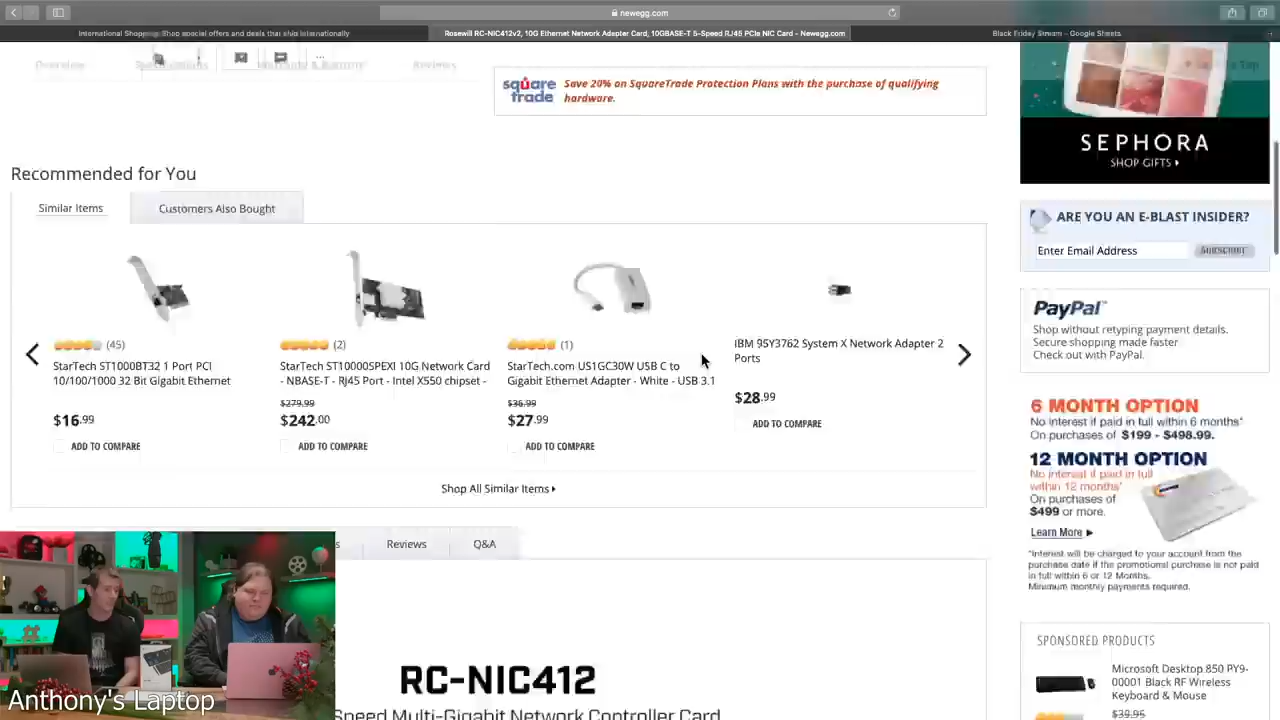 newegg.com
International Shopping: Shop special offers and deals that ship internationally
Rosewill RC-NIC412v2, 10G Ethernet Network Adapter Card, 10GBASE-T 5-Speed RJ45 PCIe NIC Card - Newegg.com
Black Friday Stream - Google Sheets
Overview
Reviews
square trade
Save 20% on SquareTrade Protection Plans with the purchase of qualifying
hardware.
SEPHORA
SHOP GIFTS
Recommended for You
Similar Items
Customers Also Bought
ARE YOU AN E-BLAST INSIDER?
Enter Email Address
SUBSCRIBE
(45)
StarTech ST1000BT32 1 Port PCI
10/100/1000 32 Bit Gigabit Ethernet
$16.99
ADD TO COMPARE
(2)
StarTech ST10000SPEXI 10G Network Card
- NBASE-T - RJ45 Port - Intel X550 chipset -
$279.99
$242.00
ADD TO COMPARE
(1)
StarTech.com US1GC30W USB C to
Gigabit Ethernet Adapter - White - USB 3.1
$36.99
$27.99
ADD TO COMPARE
IBM 95Y3762 System X Network Adapter 2
Ports
$28.99
ADD TO COMPARE
Shop All Similar Items
PayPal
Shop without retyping payment details.
Secure shopping made faster
Check out with PayPal.
6 MONTH OPTION
No interest if paid in full within 6 months*
On purchases of $199 - $498.99.
12 MONTH OPTION
No interest if paid in full
within 12 months*
On purchases of
$499 or more.
Learn More
*Interest will be charged to your account from the
purchase date if the promotional purchase is not paid
in full within 6 or 12 Months.
Minimum monthly payments required.
Reviews
Q&A
RC-NIC412
Speed Multi-Gigabit Network Controller Card
SPONSORED PRODUCTS
Microsoft Desktop 850 PY9-
00001 Black RF Wireless
Keyboard & Mouse
$39.95
Anthony's Laptop